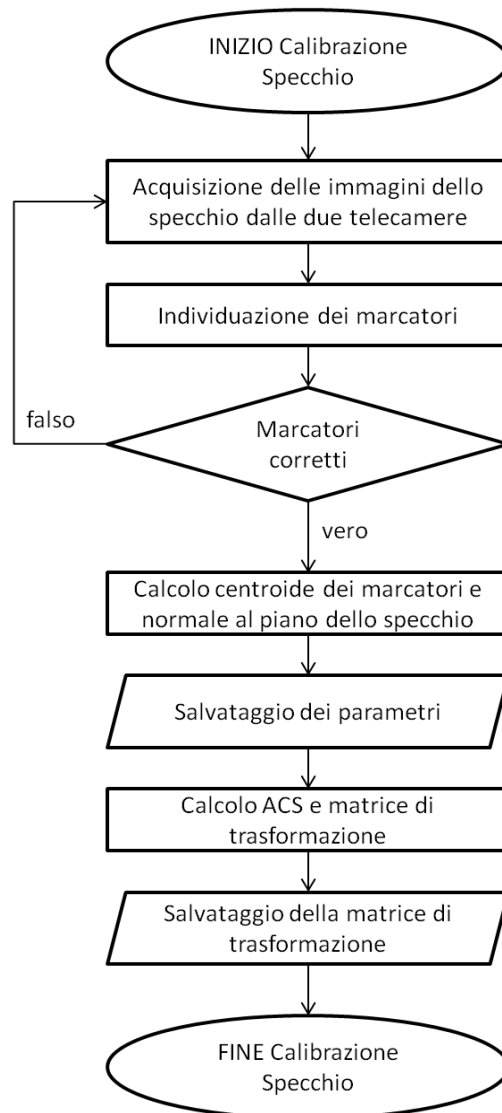 INIZIO Calibrazione
Specchio
Acquisizione delle immagini dello
specchio dalle due telecamere
Individuazione dei marcatori
falso
Marcatori
corretti
vero
Calcolo centroide dei marcatori e
normale al piano dello specchio
Salvataggio dei parametri
Calcolo ACS e matrice di
trasformazione
Salvataggio della matrice di
trasformazione
FINE Calibrazione
Specchio